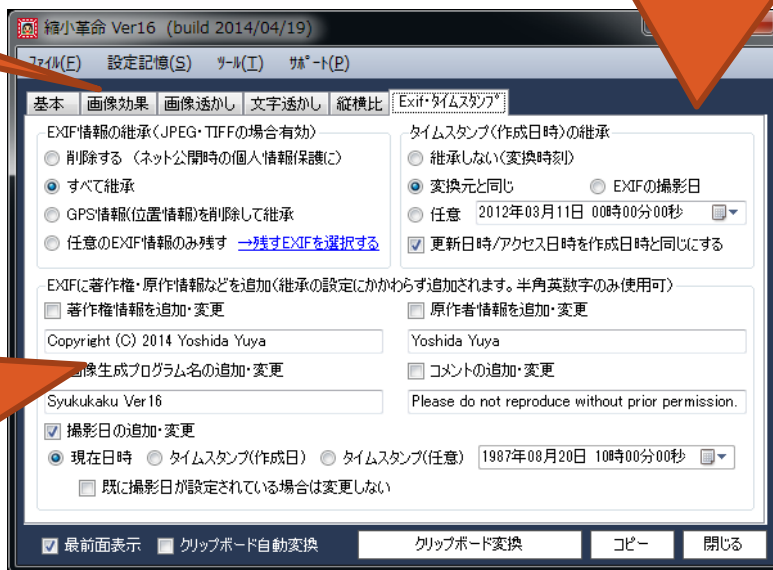 縮小革命 Ver16 (build 2014/04/19)
ﾌｧｲﾙ(F) 設定記憶(S) ﾂｰﾙ(T) ｻﾎﾟｰﾄ(P)
基本 画像効果 画像透かし 文字透かし 縦横比 Exif・ﾀｲﾑｽﾀﾝﾌﾟ
EXIF情報の継承(JPEG・TIFFの場合有効)
削除する (ネット公開時の個人情報保護に)
すべて継承
GPS情報(位置情報)を削除して継承
任意のEXIF情報のみ残す →残すEXIFを選択する
タイムスタンプ(作成日時)の継承
継承しない(変換時刻)
変換元と同じ EXIFの撮影日
任意 2012年03月11日 00時00分00秒
更新日時/アクセス日時を作成日時と同じにする
EXIFに著作権・原作情報などを追加(継承の設定にかかわらず追加されます。半角英数字のみ使用可)
著作権情報を追加・変更 原作者情報を追加・変更
Copyright (C) 2014 Yoshida Yuya Yoshida Yuya
画像生成プログラム名の追加・変更 コメントの追加・変更
Syukukaku Ver16 Please do not reproduce without prior permission.
撮影日の追加・変更
現在日時 タイムスタンプ(作成日) タイムスタンプ(任意) 1987年08月20日 10時00分00秒
既に撮影日が設定されている場合は変更しない
最前面表示 クリップボード自動変換 クリップボード変換 コピー 閉じる